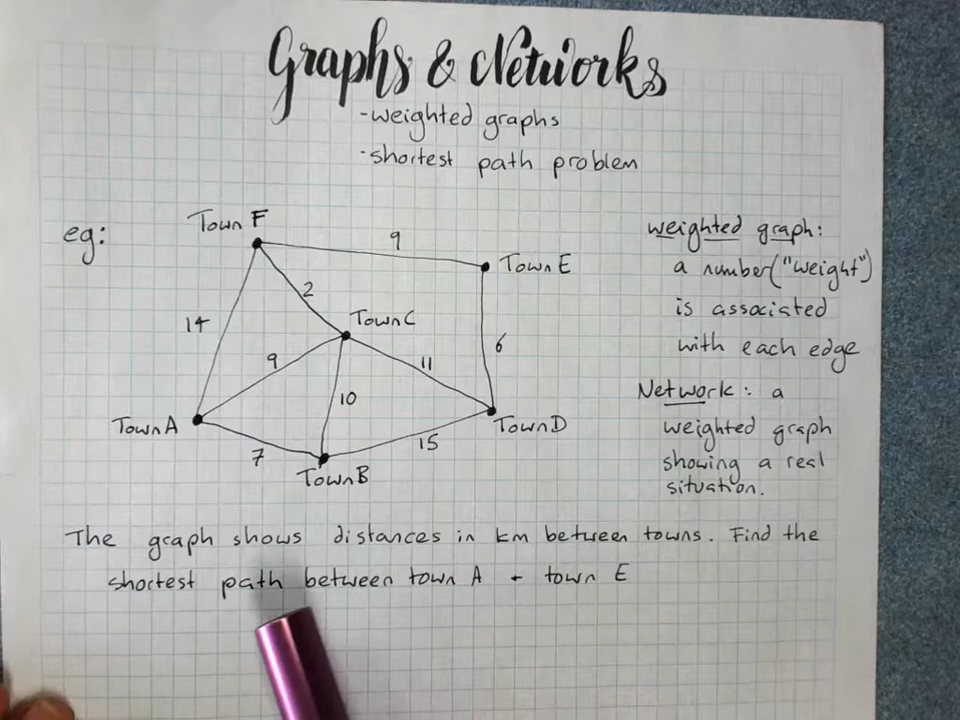 Graphs & Networks
-weighted graphs
-shortest path problem
eg:
Town F
9
Town E
2
14
Town C
6
9
11
10
Town A
Town D
7
15
Town B
weighted graph:
a number("weight")
is associated
with each edge
Network: a
weighted graph
showing a real
situation.
The graph shows distances in km between towns. Find the
shortest path between town A + town E